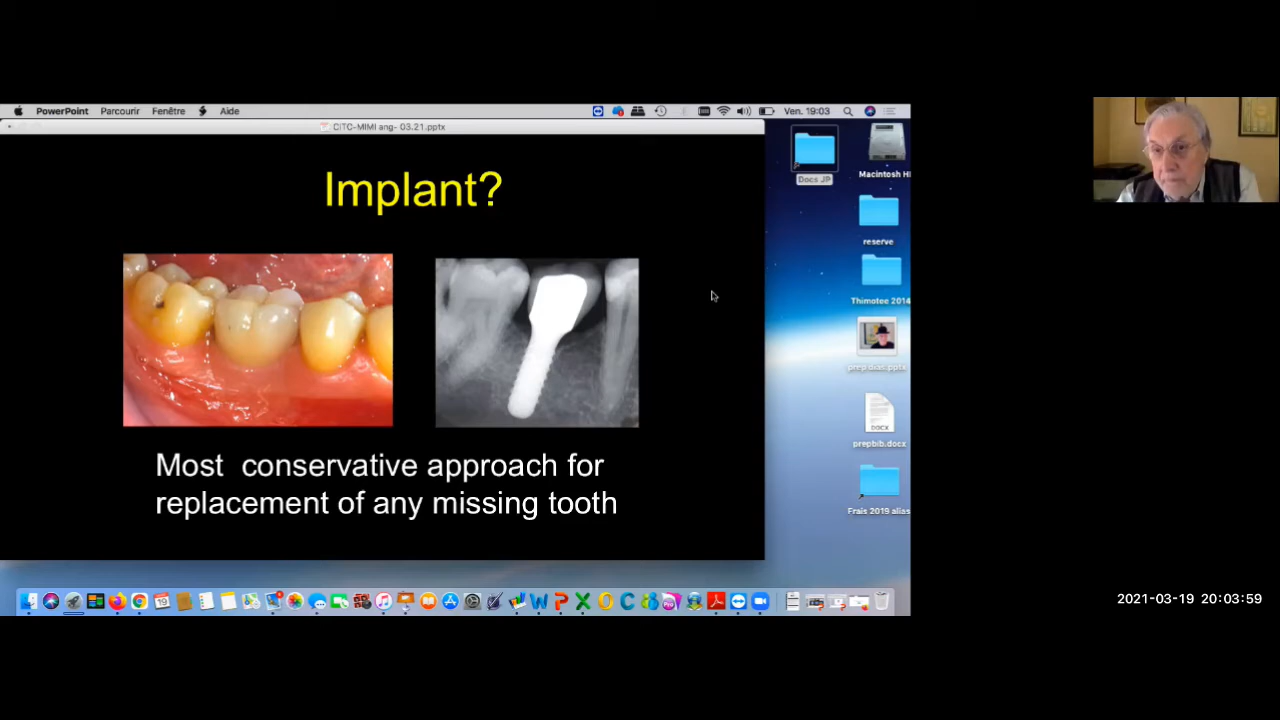 PowerPoint Parcourir Fenêtre Aide
Ven. 19:03
CITC-MIMI ang- 03.21.pptx
Implant?
Most conservative approach for
replacement of any missing tooth
Docs JP
Macintosh H
reserve
Thimotee 2014
prepbib.docx
DOCX
Frais 2019 alias
19
2021-03-19 20:03:59